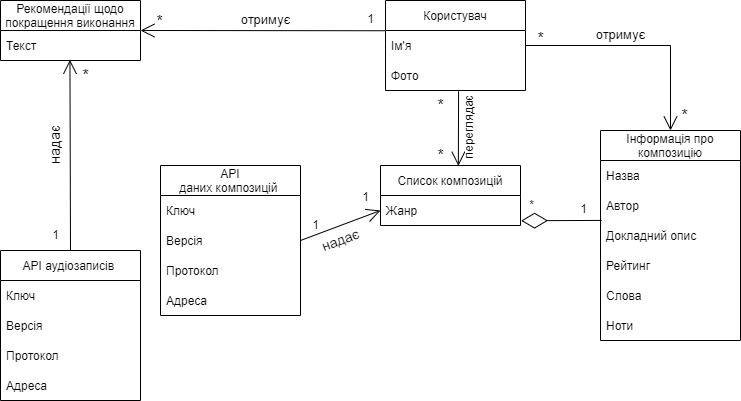 Рекомендації щодо
покращення виконання
Текст
*
отримує
1
Користувач
Ім'я
Фото
*
отримує
*
*
надає
1
*
переглядає
*
API
даних композицій
Ключ
Версія
Протокол
Адреса
1
надає
1
Список композицій
Жанр
*
1
Інформація про
композицію
Назва
Автор
Докладний опис
Рейтинг
Слова
Ноти
API аудіозаписів
Ключ
Версія
Протокол
Адреса